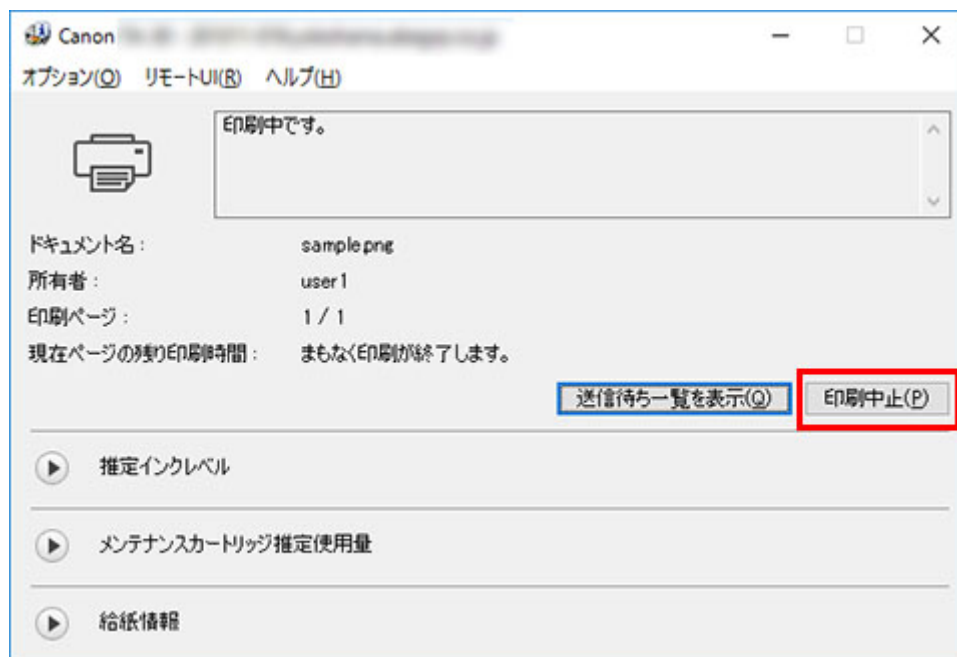 Canon
オプション(O) リモートUI(R) ヘルプ(H)
印刷中です。
ドキュメント名： sample.png
所有者： user1
印刷ページ： 1 / 1
現在ページの残り印刷時間： まもなく印刷が終了します。
送信待ち一覧を表示(Q) 印刷中止(P)
推定インクレベル
メンテナンスカートリッジ推定使用量
給紙情報